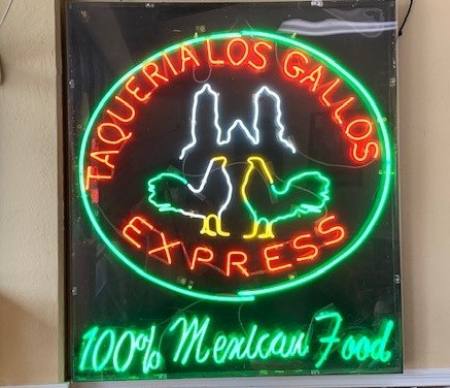 TAQUERIA LOS GALLOS
EXPRESS
100% Mexican Food